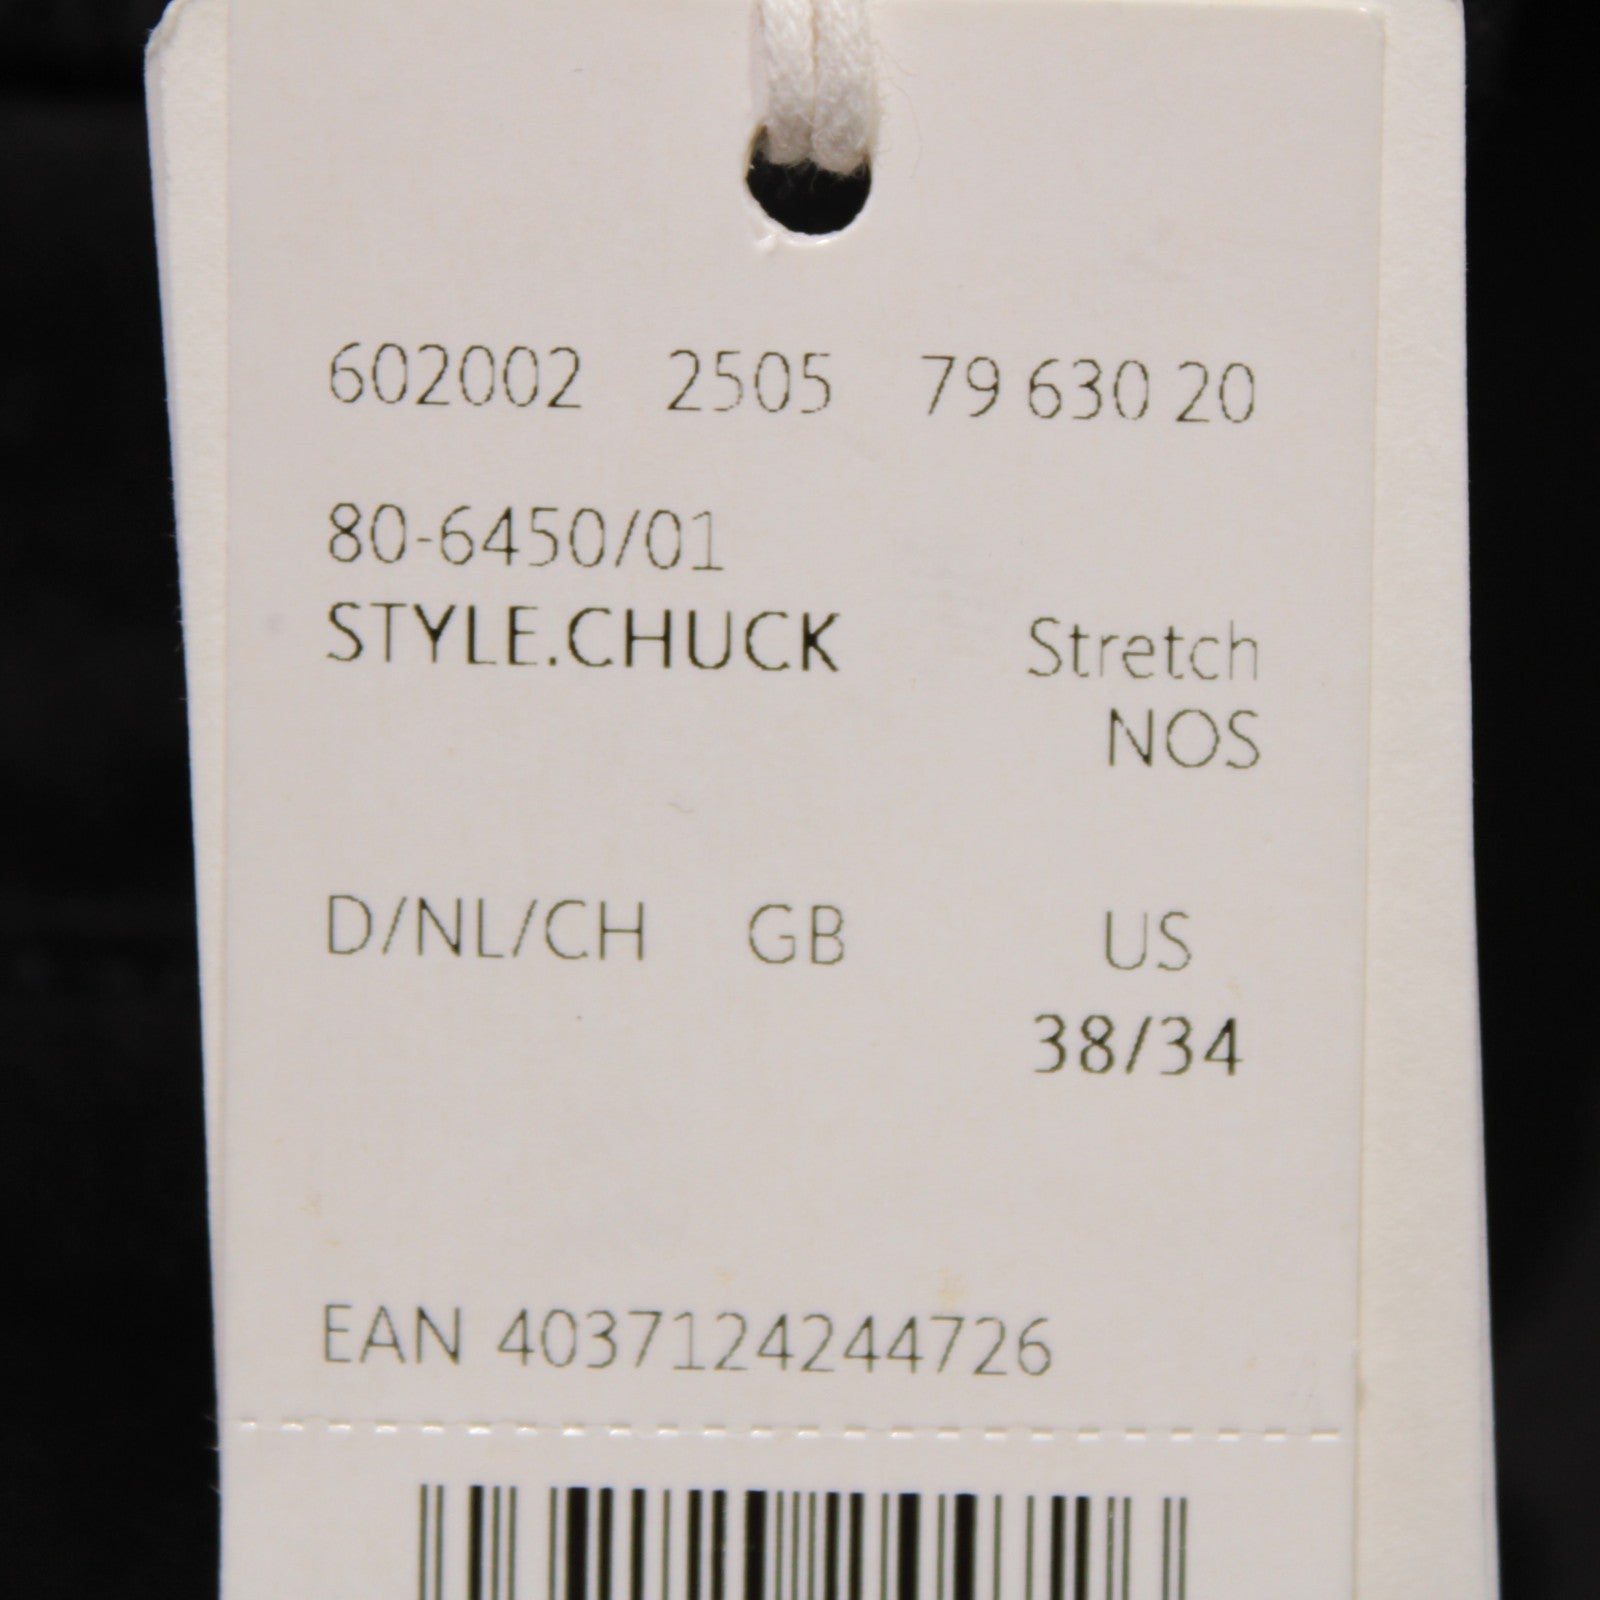 602002 2505 79 630 20
80-6450/01
STYLE.CHUCK Stretch
NOS
D/NL/CH GB US
38/34
EAN 4037124244726